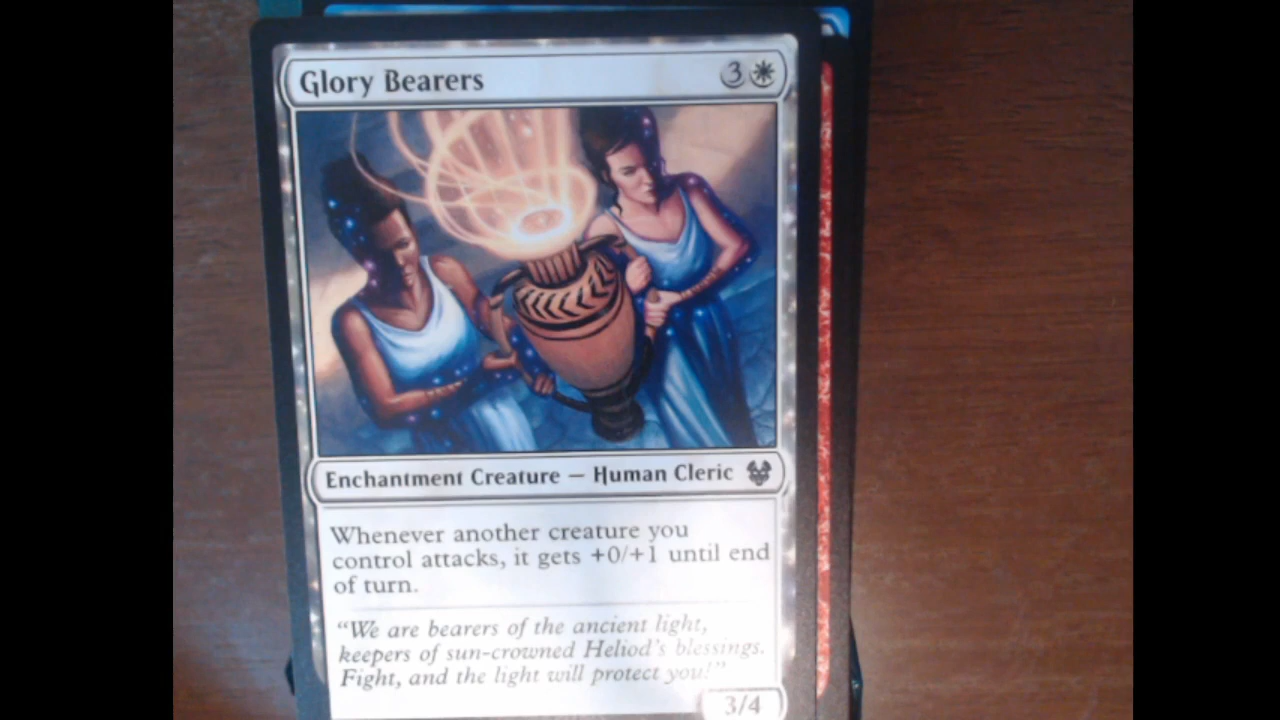 Glory Bearers 3
Enchantment Creature — Human Cleric
Whenever another creature you
control attacks, it gets +0/+1 until end
of turn.
“We are bearers of the ancient light,
keepers of sun-crowned Heliod's blessings.
Fight, and the light will protect you!”
3/4